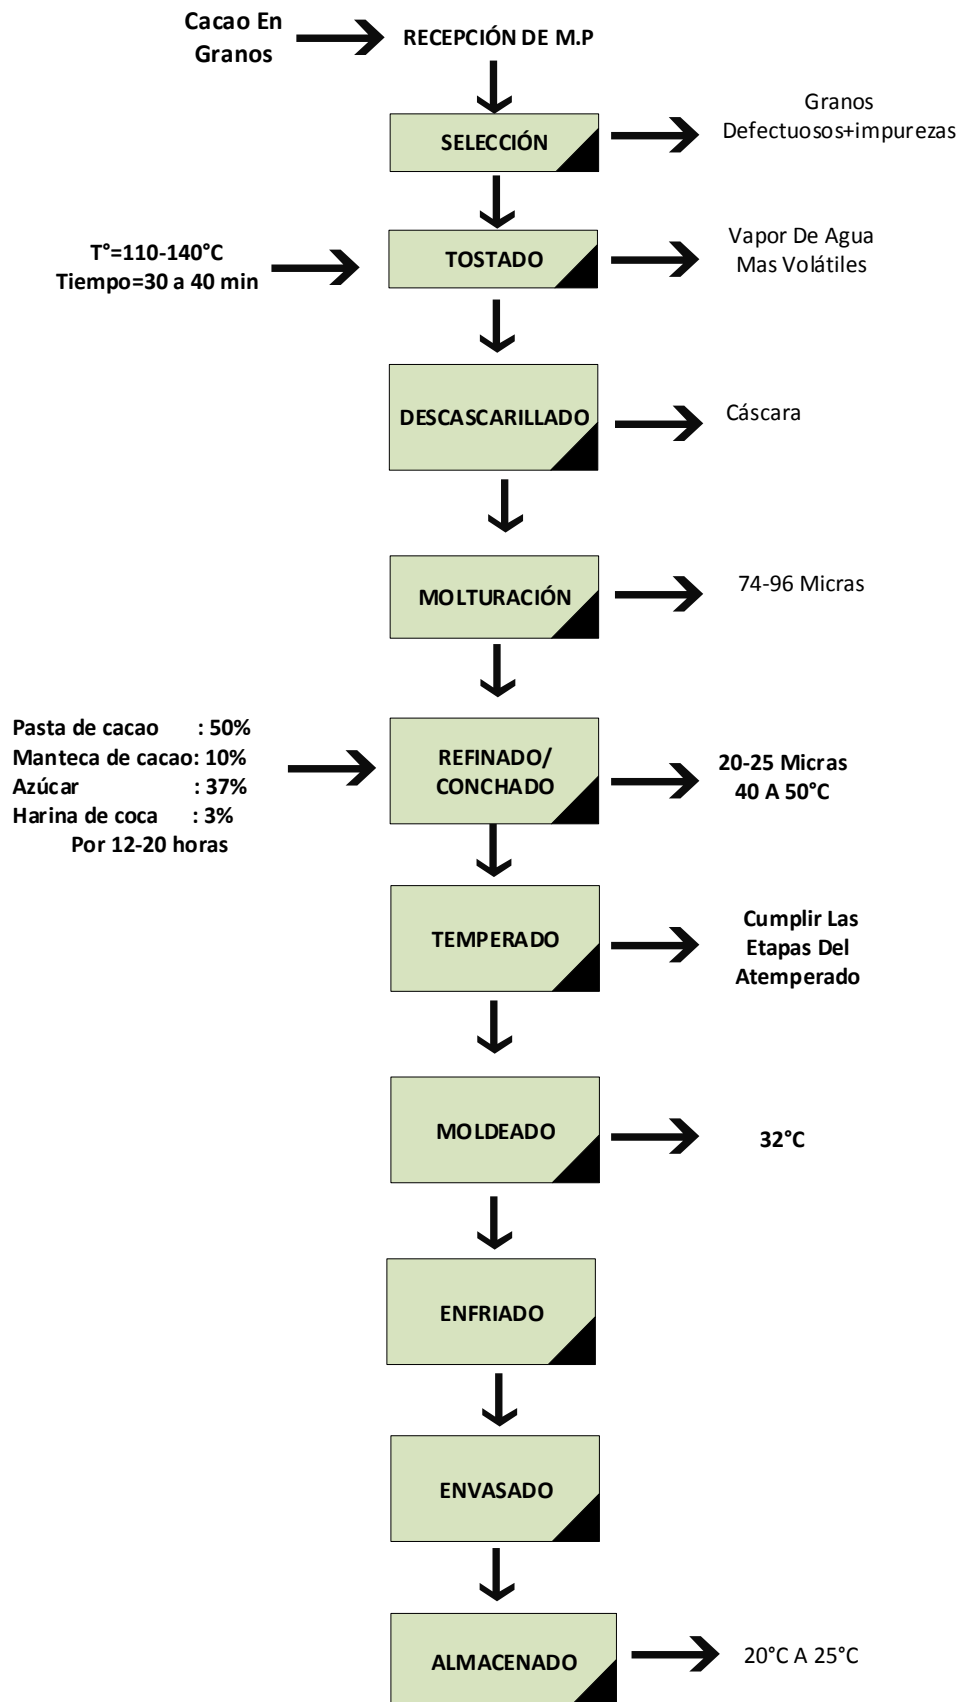 Cacao En
Granos
RECEPCIÓN DE M.P
SELECCIÓN
Granos
Defectuosos+impurezas
T°=110-140°C
Tiempo=30 a 40 min
TOSTADO
Vapor De Agua
Mas Volátiles
DESCASCARILLADO
Cáscara
MOLTURACIÓN
74-96 Micras
Pasta de cacao : 50%
Manteca de cacao: 10%
Azúcar : 37%
Harina de coca : 3%
Por 12-20 horas
REFINADO/
CONCHADO
20-25 Micras
40 A 50°C
TEMPERADO
Cumplir Las
Etapas Del
Atemperado
MOLDEADO
32°C
ENFRIADO
ENVASADO
ALMACENADO
20°C A 25°C